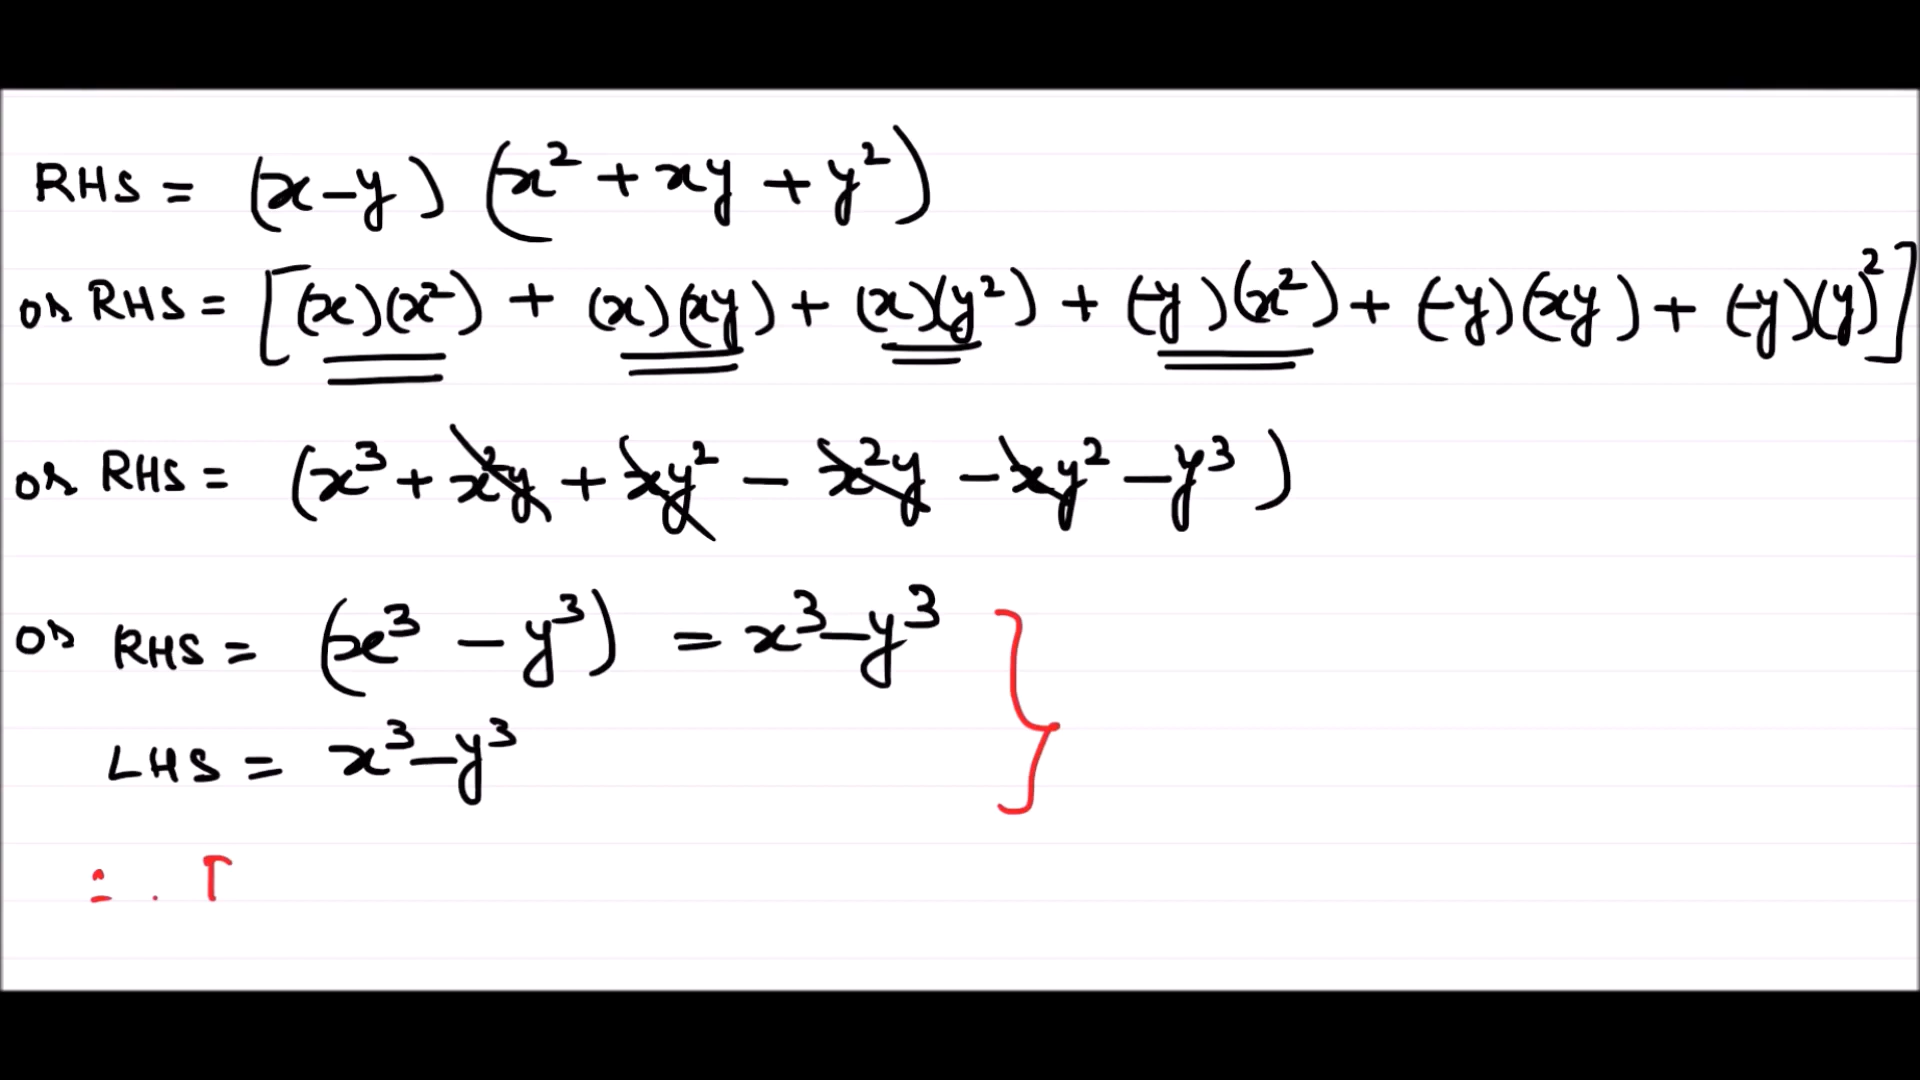 RHS = (x-y) (x² + xy + y²)
or RHS = [(x)(x²) + (x)(xy) + (x)(y²) + (-y)(x²) + (-y)(xy) + (-y)(y)²]
or RHS = (x³ + x²y + xy² - x²y - xy² - y³)
or RHS = (x³ - y³) = x³-y³
LHS = x³-y³